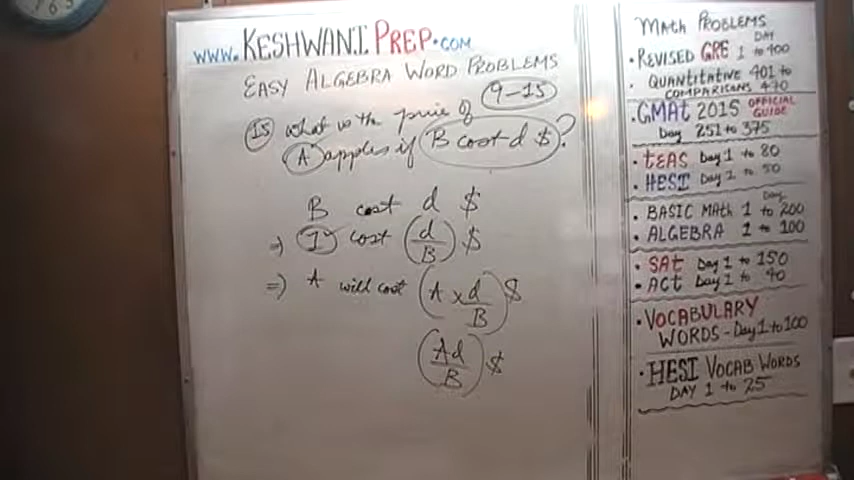 www.KESHWANIPREP.COM
EASY ALGEBRA WORD PROBLEMS
9-15
15 what is the price of
A apples if B cost d $?
B cost d $
=) 1 cost (d/B) $
=) A will cost (A x d/B) $
(Ad/B) $
MATH PROBLEMS
DAY
• REVISED GRE 1 to 400
• QUANTITATIVE 401 to
COMPARISONS 470
• GMAt 2015 OFFICIAL GUIDE
Day 251 to 375
• tEAS Day 1 to 80
• HESI Day 1 to 50
Day
• BASIC MAth 1 to 200
• ALGEBRA 1 to 100
• SAt Day 1 to 150
• ACt Day 1 to 90
• VOCABULARY
WORDS - Day 1 to 100
• HESI VOCAB WORDS
DAY 1 to 25